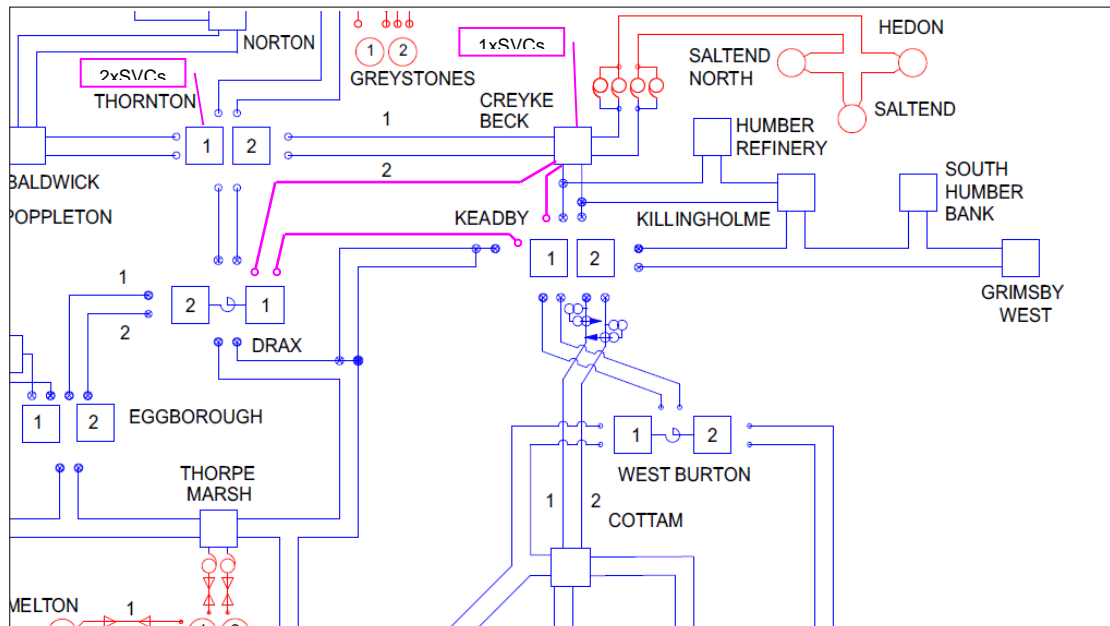 NORTON
1 2
GREYSTONES
1xSVCs
HEDON
SALTEND
NORTH
SALTEND
2xSVCs
THORNTON
1 2
1
2
CREYKE
BECK
HUMBER
REFINERY
BALDWICK
POPPLETON
KEADBY
1 2
KILLINGHOLME
SOUTH
HUMBER
BANK
GRIMSBY
WEST
1
2
2 1
DRAX
1 2
EGGBOROUGH
1 2
WEST BURTON
THORPE
MARSH
1 2
COTTAM
MELTON
1